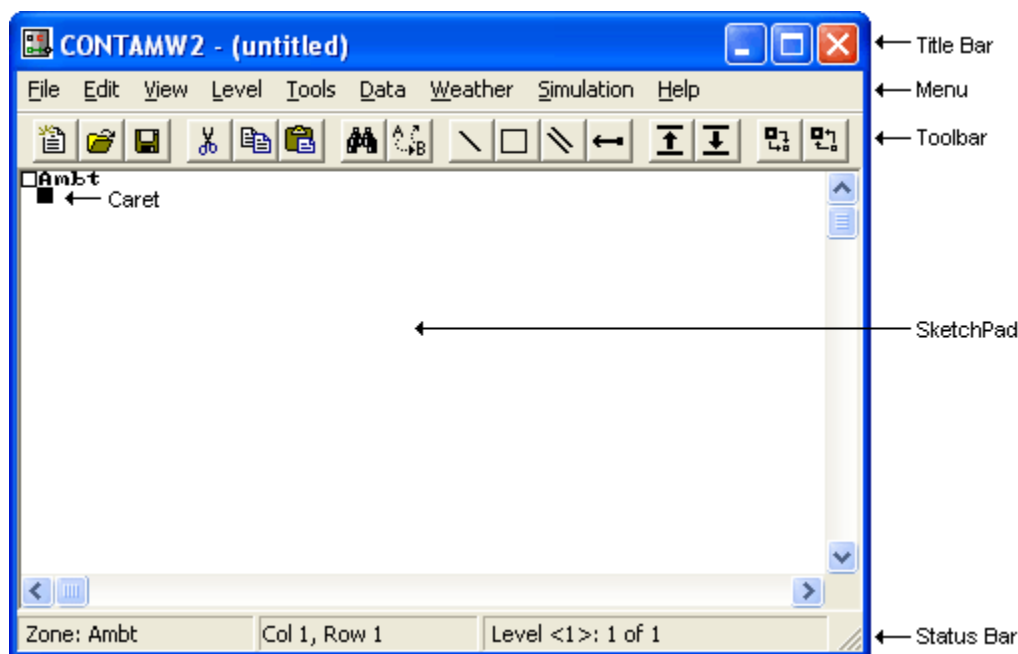 CONTAMW2 - (untitled)
Title Bar
File Edit View Level Tools Data Weather Simulation Help
Menu
A B
Toolbar
Ambt
Caret
SketchPad
Zone: Ambt Col 1, Row 1 Level <1>: 1 of 1
Status Bar